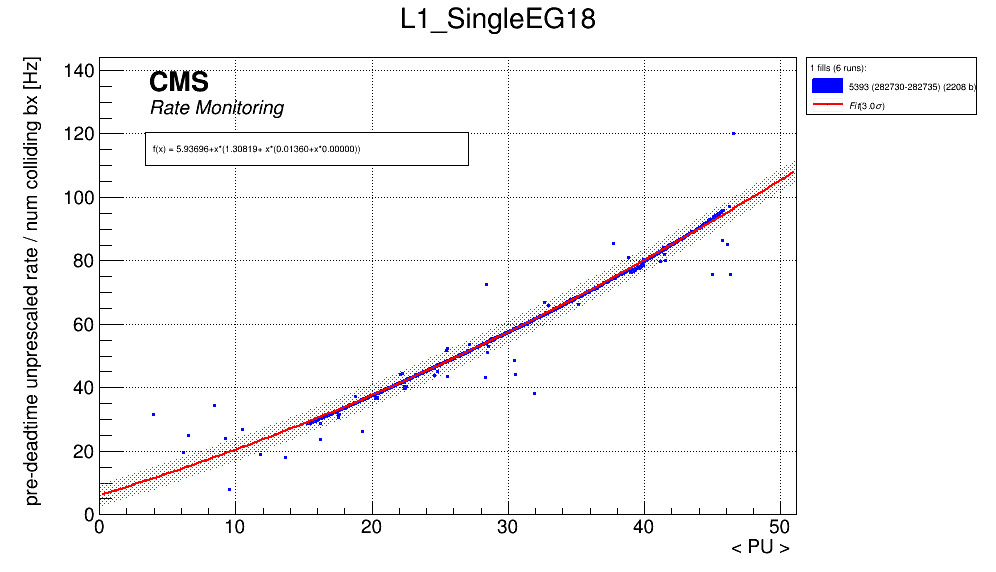 L1_SingleEG18
pre-deadtime unprescaled rate / num colliding bx [Hz]
140
120
100
80
60
40
20
0
CMS
Rate Monitoring
f(x) = 5.93696+x*(1.30819+ x*(0.01360+x*0.00000))
0 10 20 30 40 50
< PU >
1 fills (6 runs):
5393 (282730-282735) (2208 b)
Fit(3.0σ)